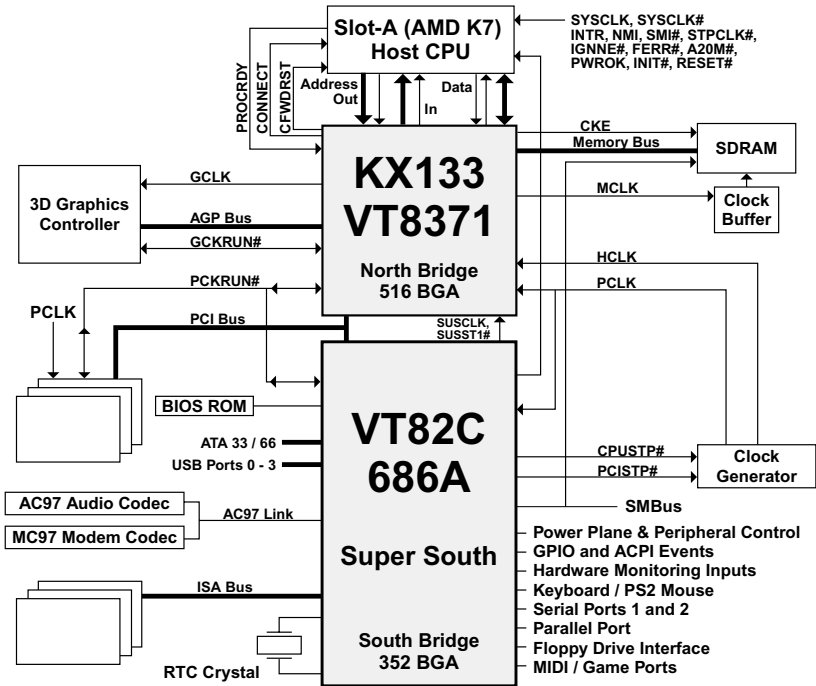 Slot-A (AMD K7)
Host CPU
SYSCLK, SYSCLK#
INTR, NMI, SMI#, STPCLK#,
IGNNE#, FERR#, A20M#,
PWROK, INIT#, RESET#
PROCRDY
CONNECT
CFWDRST
Address
Out
In
Data
CKE
Memory Bus
SDRAM
MCLK
Clock
Buffer
KX133
VT8371
North Bridge
516 BGA
3D Graphics
Controller
GCLK
AGP Bus
GCKRUN#
HCLK
PCLK
PCKRUN#
PCLK
PCI Bus
SUSCLK,
SUSST1#
BIOS ROM
ATA 33 / 66
USB Ports 0 - 3
VT82C
686A
Super South
South Bridge
352 BGA
CPUSTP#
PCISTP#
Clock
Generator
SMBus
AC97 Audio Codec
MC97 Modem Codec
AC97 Link
ISA Bus
RTC Crystal
Power Plane & Peripheral Control
GPIO and ACPI Events
Hardware Monitoring Inputs
Keyboard / PS2 Mouse
Serial Ports 1 and 2
Parallel Port
Floppy Drive Interface
MIDI / Game Ports